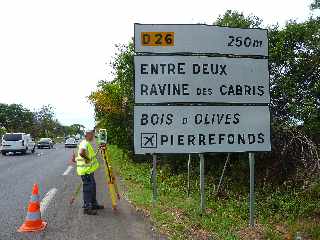 D 26 250m
ENTRE DEUX
RAVINE DES CABRIS
BOIS D'OLIVES
PIERREFONDS